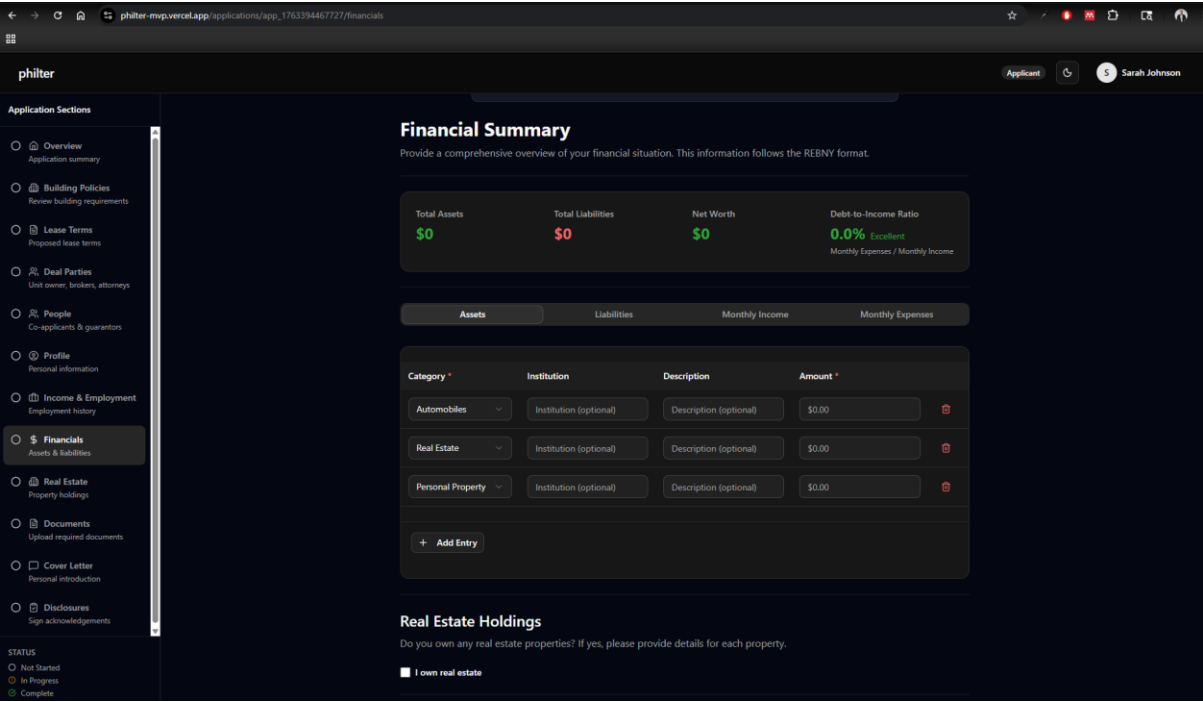 philter-mvp.vercel.app/applications/app_1763394467727/financials
philter
Applicant
S
Sarah Johnson
Application Sections
Overview
Application summary
Building Policies
Review building requirements
Lease Terms
Proposed lease terms
Deal Parties
Unit owner, brokers, attorneys
People
Co-applicants & guarantors
Profile
Personal information
Income & Employment
Employment history
Financials
Assets & liabilities
Real Estate
Property holdings
Documents
Upload required documents
Cover Letter
Personal introduction
Disclosures
Sign acknowledgements
STATUS
Not Started
In Progress
Complete
Financial Summary
Provide a comprehensive overview of your financial situation. This information follows the REBNY format.
Total Assets Total Liabilities Net Worth Debt-to-Income Ratio
$0 $0 $0 0.0% Excellent
Monthly Expenses / Monthly Income
Assets Liabilities Monthly Income Monthly Expenses
Category * Institution Description Amount *
Automobiles Institution (optional) Description (optional) $0.00
Real Estate Institution (optional) Description (optional) $0.00
Personal Property Institution (optional) Description (optional) $0.00
+ Add Entry
Real Estate Holdings
Do you own any real estate properties? If yes, please provide details for each property.
I own real estate